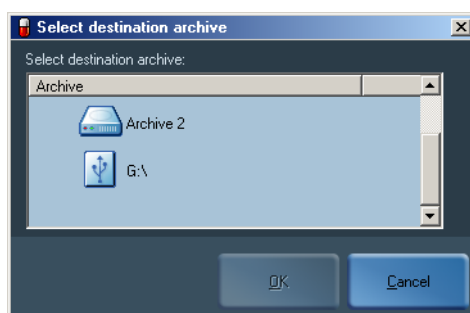 Select destination archive
Select destination archive:
Archive
Archive 2
G:\
OK
Cancel